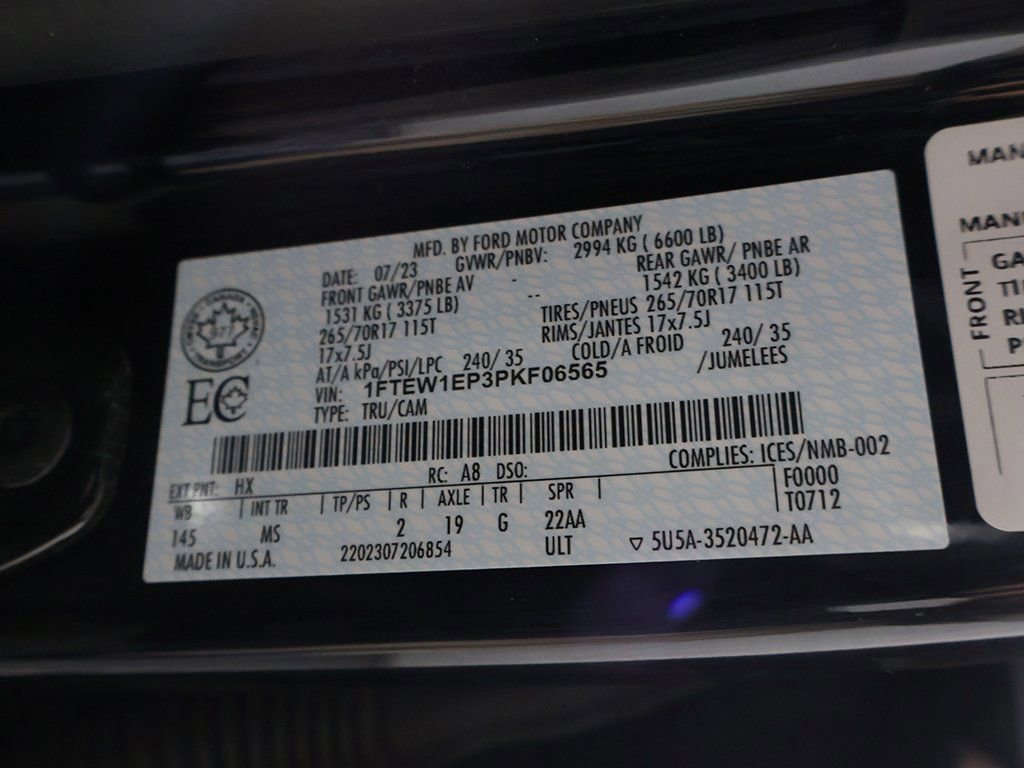 MFD. BY FORD MOTOR COMPANY
DATE: 07/23 GVWR/PNBV: 2994 KG ( 6600 LB)
FRONT GAWR/PNBE AV - REAR GAWR/ PNBE AR
1531 KG ( 3375 LB) -- 1542 KG ( 3400 LB)
265/70R17 115T TIRES/PNEUS 265/70R17 115T
17x7.5J RIMS/JANTES 17x7.5J
AT/A kPa/PSI/LPC 240/ 35 COLD/A FROID 240/ 35
VIN: 1FTEW1EP3PKF06565 /JUMELEES
TYPE: TRU/CAM
EC
COMPLIES: ICES/NMB-002
EXT PNT: HX RC: A8 DSO: F0000
WB | INT TR | TP/PS | R | AXLE | TR | SPR | T0712
145 MS 2 19 G 22AA
MADE IN U.S.A. 2202307206854 ULT ▽ 5U5A-3520472-AA
FRONT